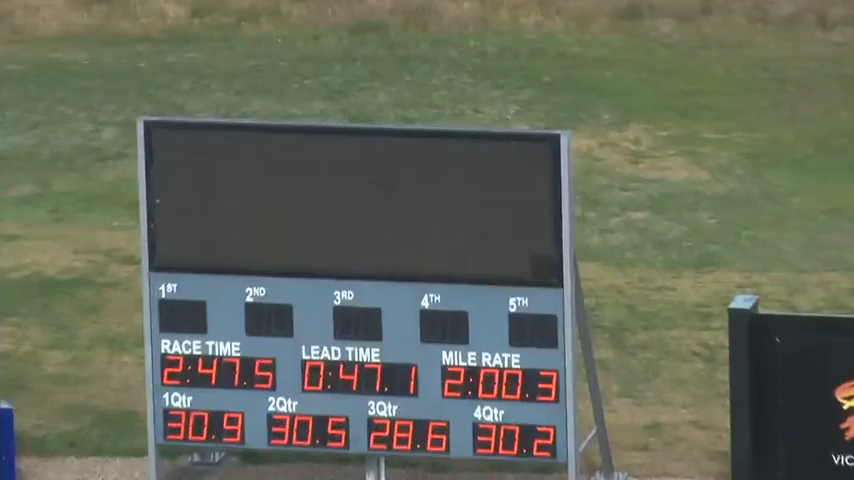 1ST 2ND 3RD 4TH 5TH
RACE TIME LEAD TIME MILE RATE
2:47.5 0:47.1 2:00.3
1Qtr 2Qtr 3Qtr 4Qtr
30.9 30.5 28.6 30.2
VIC